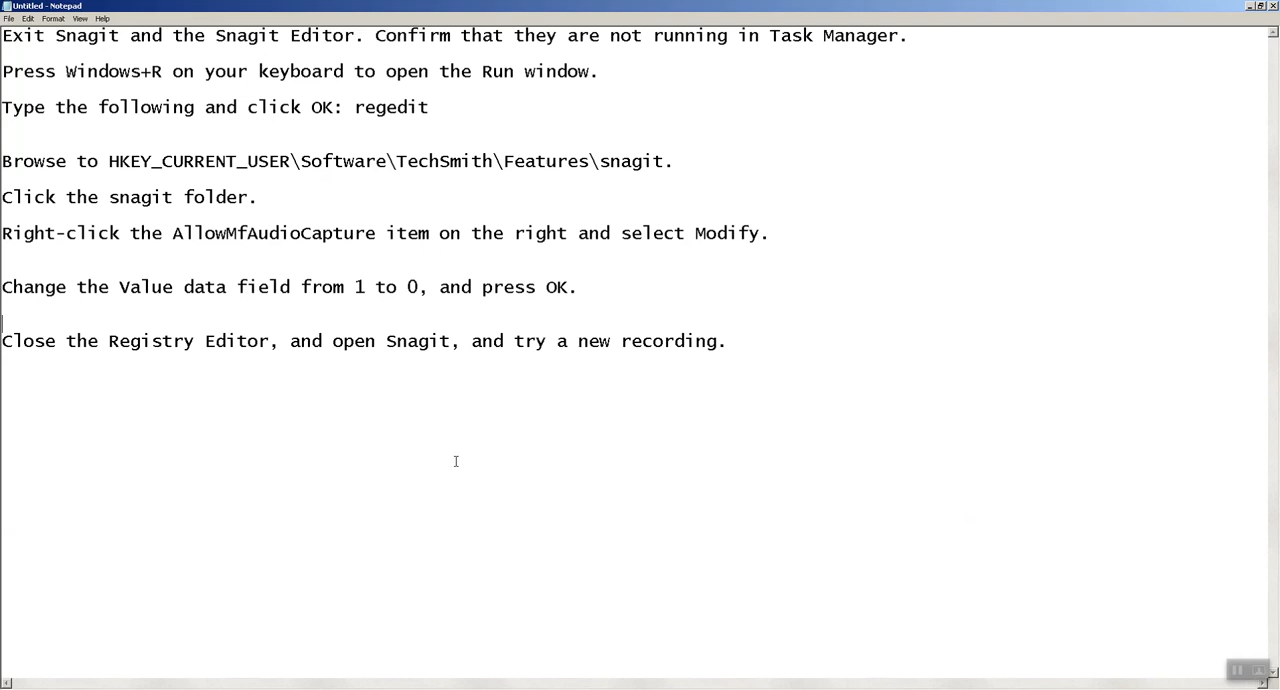 Untitled - Notepad
File Edit Format View Help
Exit Snagit and the Snagit Editor. Confirm that they are not running in Task Manager.
Press Windows+R on your keyboard to open the Run window.
Type the following and click OK: regedit
Browse to HKEY_CURRENT_USER\Software\TechSmith\Features\snagit.
Click the snagit folder.
Right-click the AllowMfAudioCapture item on the right and select Modify.
Change the Value data field from 1 to 0, and press OK.
Close the Registry Editor, and open Snagit, and try a new recording.